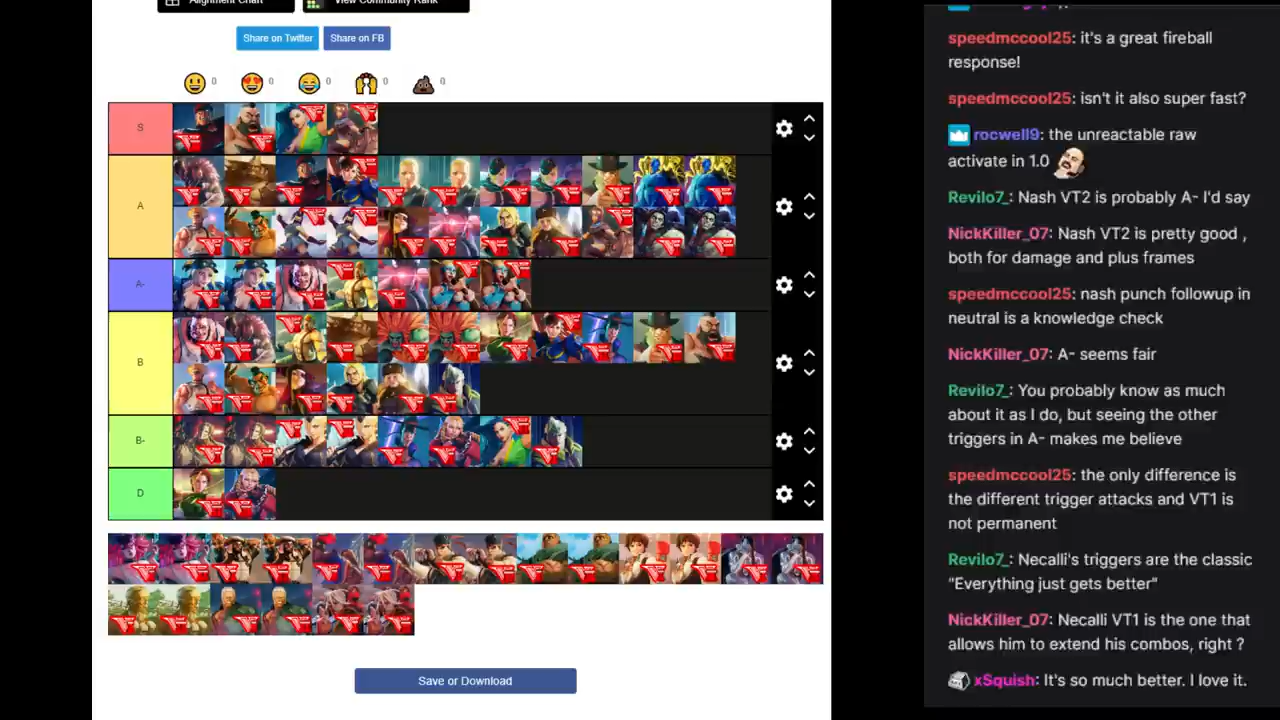 Alignment Chart
View Community Rank
Share on Twitter
Share on FB
0
0
0
0
0
S
A
A-
B
B-
D
Save or Download
speedmccool25: it's a great fireball
response!
speedmccool25: isn't it also super fast?
rocwell9: the unreactable raw
activate in 1.0
Revilo7_: Nash VT2 is probably A- I'd say
NickKiller_07: Nash VT2 is pretty good ,
both for damage and plus frames
speedmccool25: nash punch followup in
neutral is a knowledge check
NickKiller_07: A- seems fair
Revilo7_: You probably know as much
about it as I do, but seeing the other
triggers in A- makes me believe
speedmccool25: the only difference is
the different trigger attacks and VT1 is
not permanent
Revilo7_: Necalli's triggers are the classic
"Everything just gets better"
NickKiller_07: Necalli VT1 is the one that
allows him to extend his combos, right ?
xSquish: It's so much better. I love it.